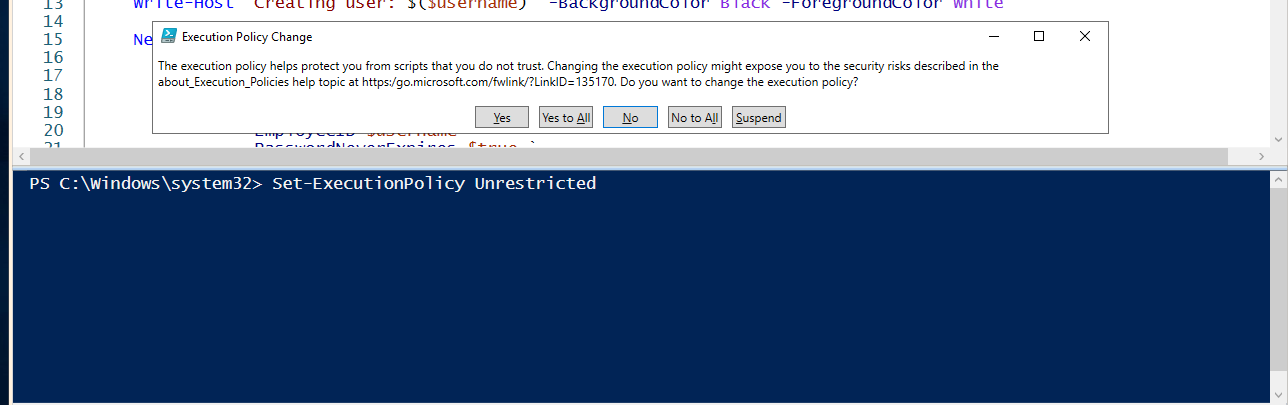 13 Write-Host "Creating user: $($username)" -BackgroundColor Black -ForegroundColor White
14
15 Ne
16
17
18
19
20 EmployeeID $username
21 PasswordNeverExpires $true `
Execution Policy Change
The execution policy helps protect you from scripts that you do not trust. Changing the execution policy might expose you to the security risks described in the
about_Execution_Policies help topic at https:/go.microsoft.com/fwlink/?LinkID=135170. Do you want to change the execution policy?
Yes Yes to All No No to All Suspend
PS C:\Windows\system32> Set-ExecutionPolicy Unrestricted